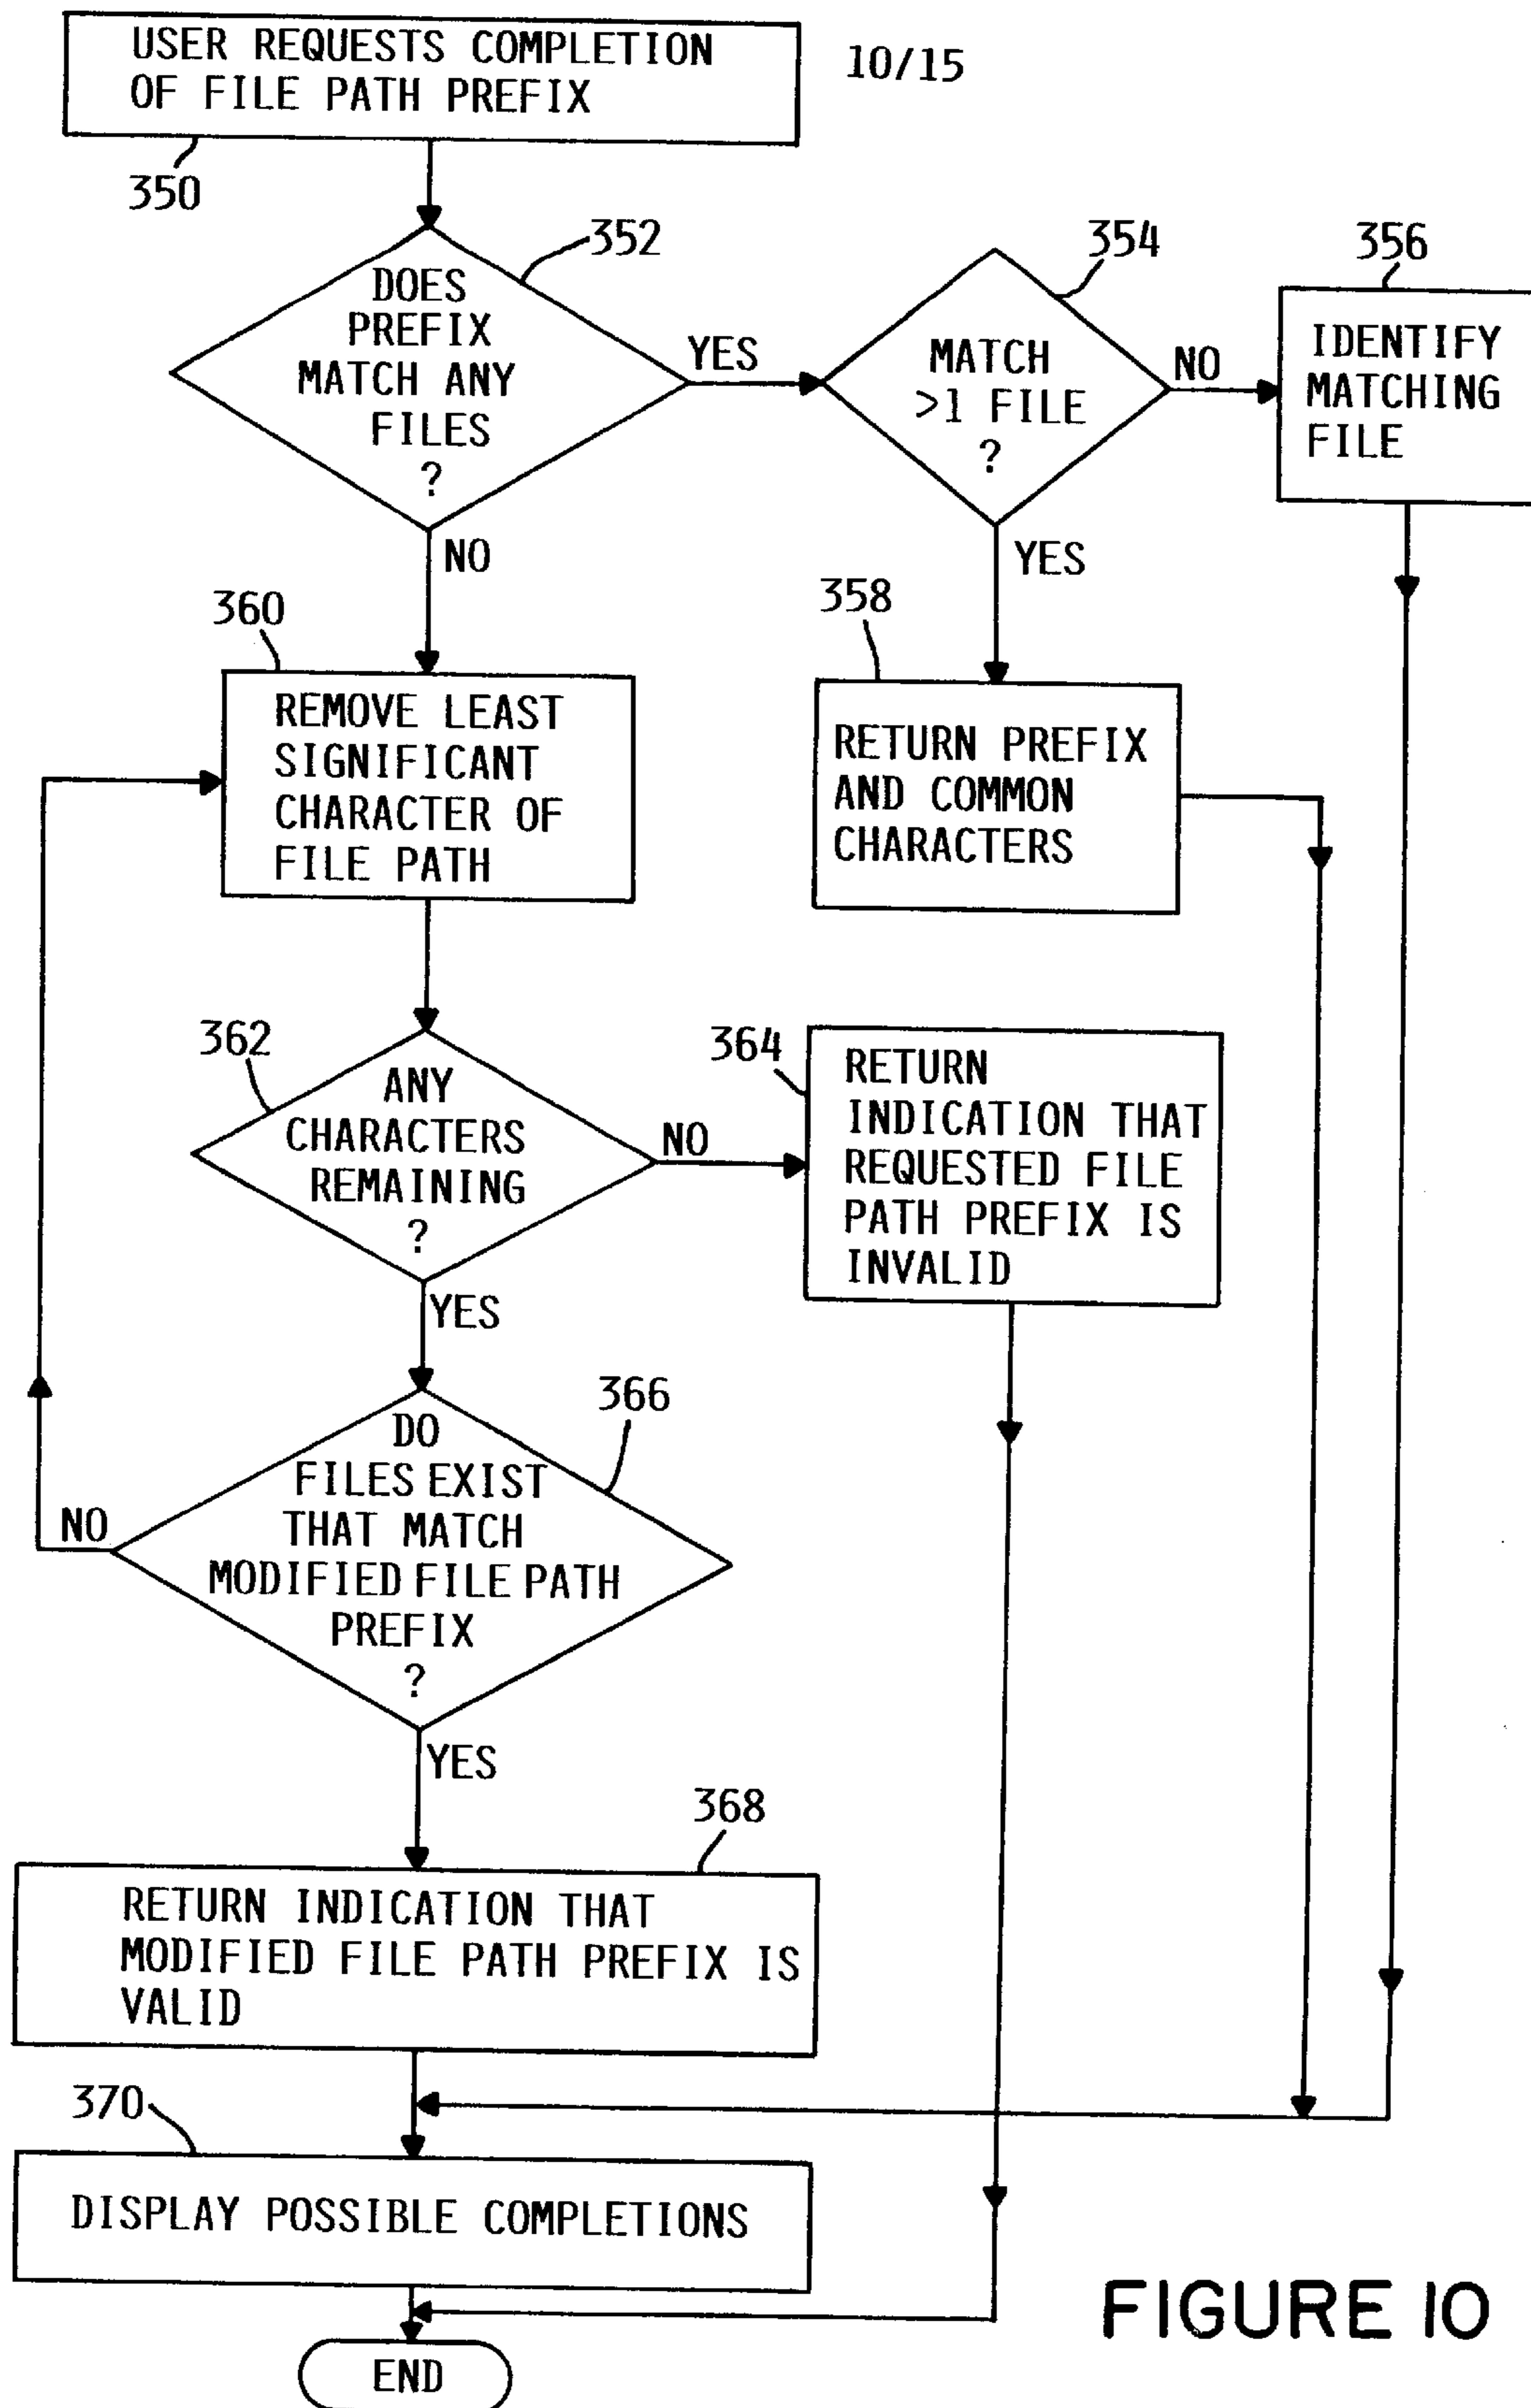 USER REQUESTS COMPLETION
OF FILE PATH PREFIX
10/15
350
352
DOES
PREFIX
MATCH ANY
FILES
?
YES
NO
354
MATCH
>1 FILE
?
NO
YES
356
IDENTIFY
MATCHING
FILE
358
RETURN PREFIX
AND COMMON
CHARACTERS
360
REMOVE LEAST
SIGNIFICANT
CHARACTER OF
FILE PATH
362
ANY
CHARACTERS
REMAINING
?
NO
YES
364
RETURN
INDICATION THAT
REQUESTED FILE
PATH PREFIX IS
INVALID
366
DO
FILES EXIST
THAT MATCH
MODIFIED FILE PATH
PREFIX
?
NO
YES
368
RETURN INDICATION THAT
MODIFIED FILE PATH PREFIX IS
VALID
370
DISPLAY POSSIBLE COMPLETIONS
END
FIGURE 10